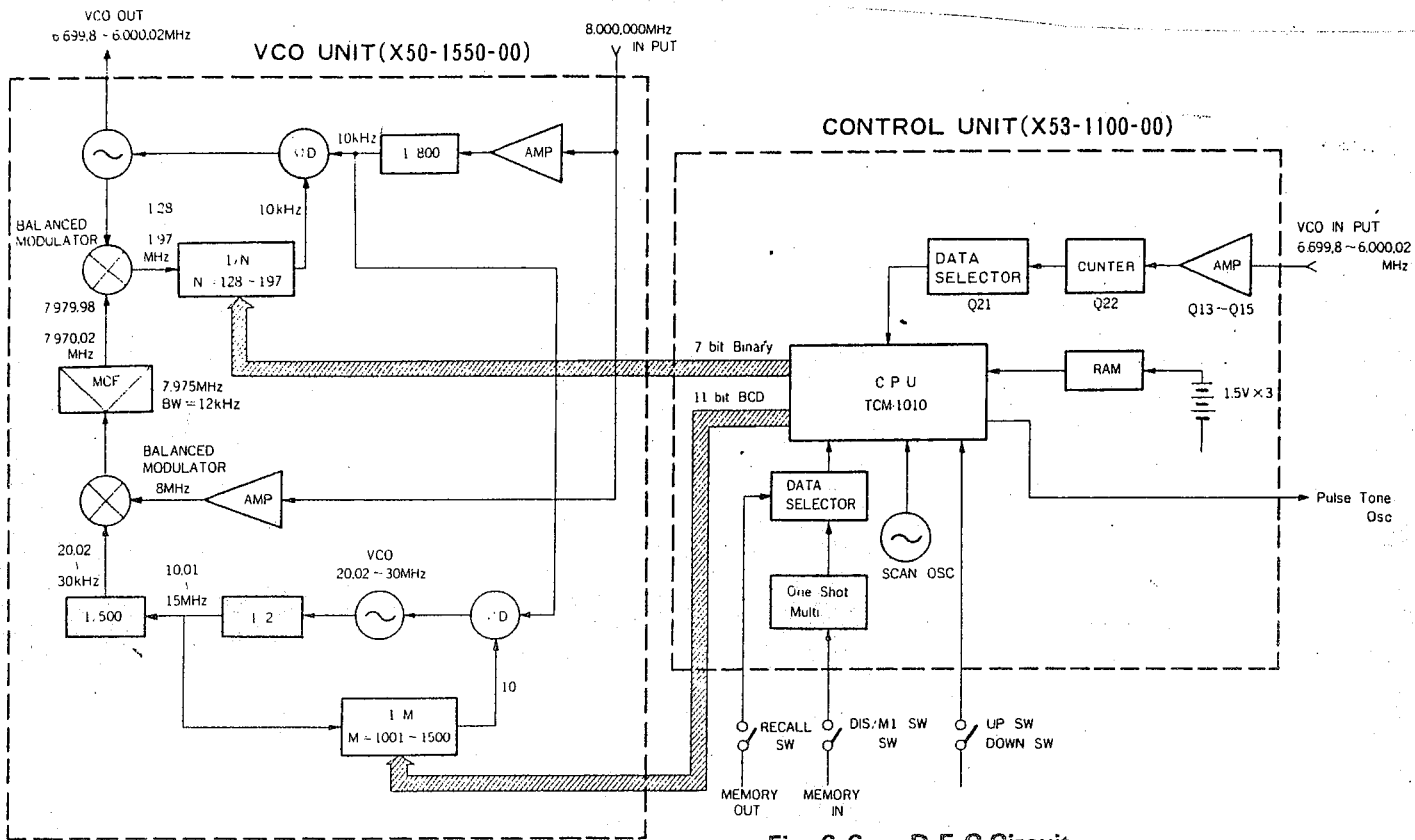 VCO OUT
6 699,8 ~ 6.000,02MHz
8.000,000MHz
IN PUT
VCO UNIT(X50-1550-00)
10kHz
1 800
AMP
10kHz
BALANCED
MODULATOR
1.28
1.97
MHz
1/N
N = 128 ~ 197
7 979.98
7 970.02
MHz
MCF
7.975MHz
BW = 12kHz
BALANCED
MODULATOR
8MHz
AMP
20.02
30kHz
10.01
15MHz
VCO
20.02 ~ 30MHz
1.500
1 2
10
1 M
M = 1001 ~ 1500
CONTROL UNIT(X53-1100-00)
VCO IN PUT
6 699,8 ~ 6.000,02
MHz
DATA
SELECTOR
Q21
CUNTER
Q22
AMP
Q13~Q15
7 bit Binary
11 bit BCD
C P U
TCM-1010
RAM
1.5V × 3
DATA
SELECTOR
SCAN OSC
One Shot
Multi
Pulse Tone
Osc
RECALL
SW
DIS/M1 SW
SW
UP SW
DOWN SW
MEMORY
OUT
MEMORY
IN
D F C Circuit